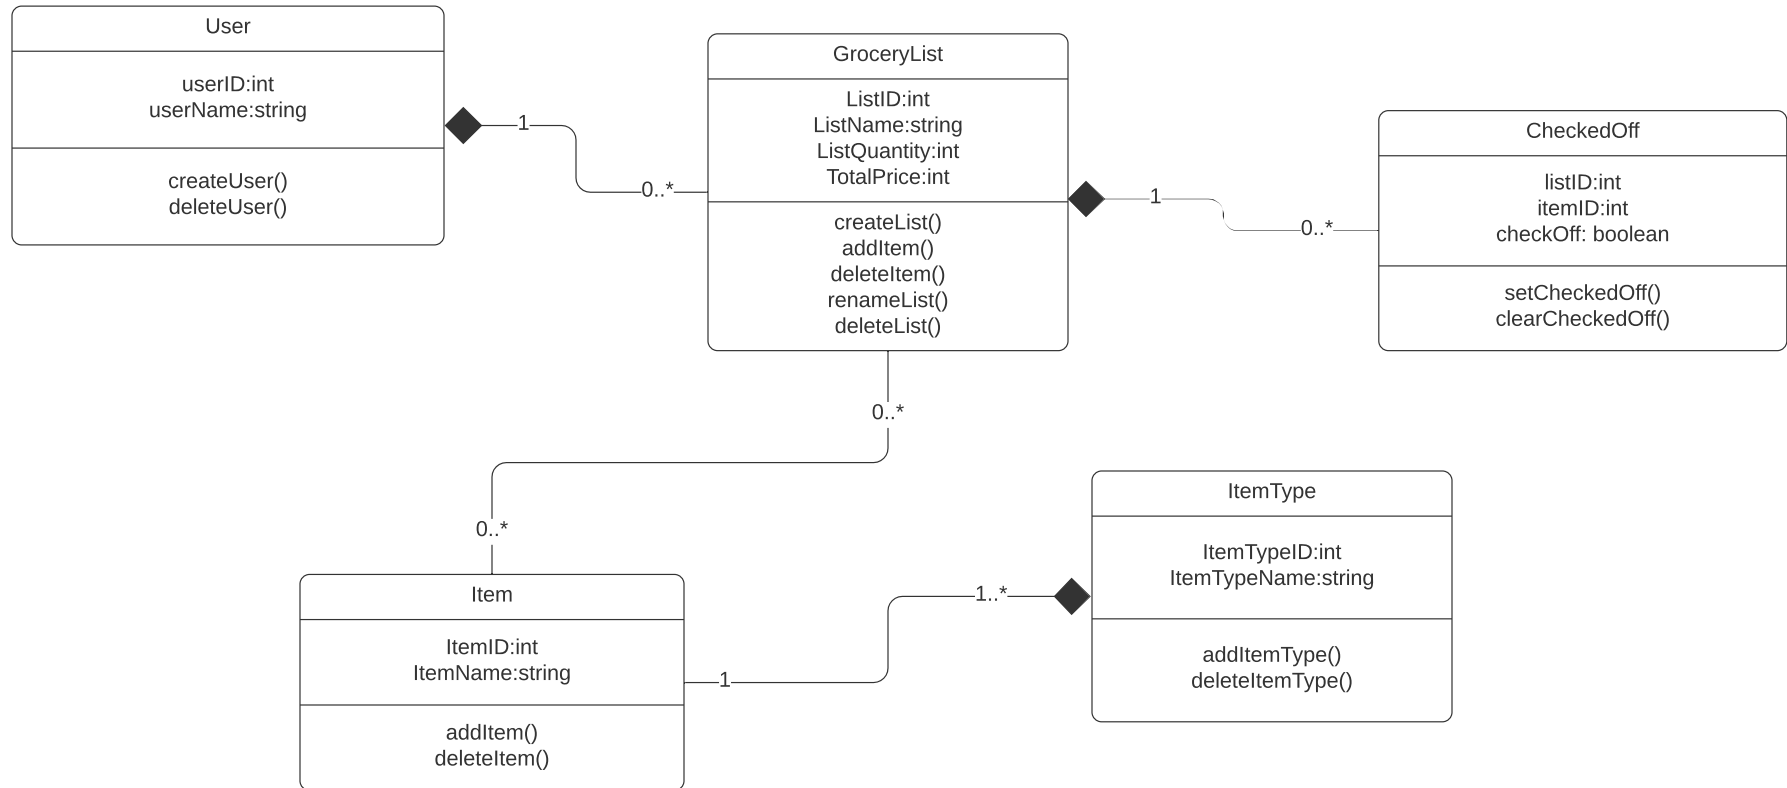 User
userID:int
userName:string
createUser()
deleteUser()
1
0..*
GroceryList
ListID:int
ListName:string
ListQuantity:int
TotalPrice:int
createList()
addItem()
deleteItem()
renameList()
deleteList()
1
0..*
CheckedOff
listID:int
itemID:int
checkOff: boolean
setCheckedOff()
clearCheckedOff()
0..*
0..*
Item
ItemID:int
ItemName:string
addItem()
deleteItem()
1
1..*
ItemType
ItemTypeID:int
ItemTypeName:string
addItemType()
deleteItemType()